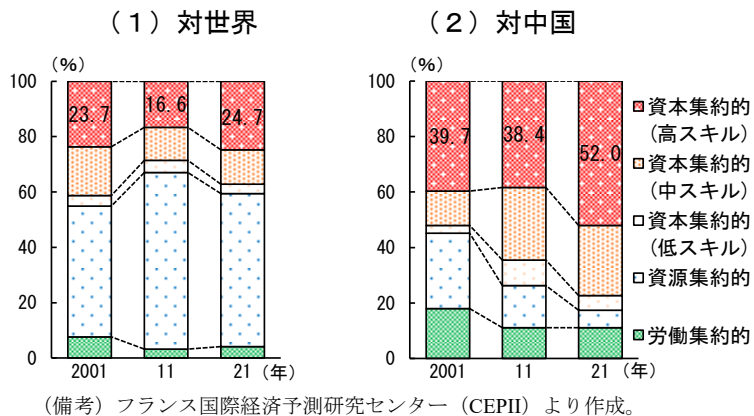 (1)対世界
(%)
100
80
60
40
20
0
23.7
16.6
24.7
2001
11
21
(年)
(2)対中国
(%)
100
80
60
40
20
0
39.7
38.4
52.0
2001
11
21
(年)
資本集約的
(高スキル)
資本集約的
(中スキル)
資本集約的
(低スキル)
資源集約的
労働集約的
(備考)フランス国際経済予測研究センター(CEPII)より作成。